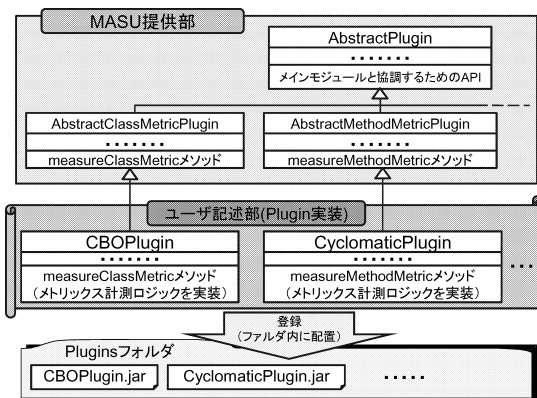 MASU提供部
AbstractPlugin
・・・・・・・
メインモジュールと協調するためのAPI
AbstractClassMetricPlugin
・・・・・・・
measureClassMetricメソッド
AbstractMethodMetricPlugin
・・・・・・・
measureMethodMetricメソッド
ユーザ記述部(Plugin実装)
CBOPlugin
・・・・・・・
measureClassMetricメソッド
（メトリックス計測ロジックを実装）
CyclomaticPlugin
・・・・・・・
measureMethodMetricメソッド
（メトリックス計測ロジックを実装）
・・・
登録
（ファルダ内に配置）
Pluginsフォルダ
CBOPlugin.jar
CyclomaticPlugin.jar
・・・・・